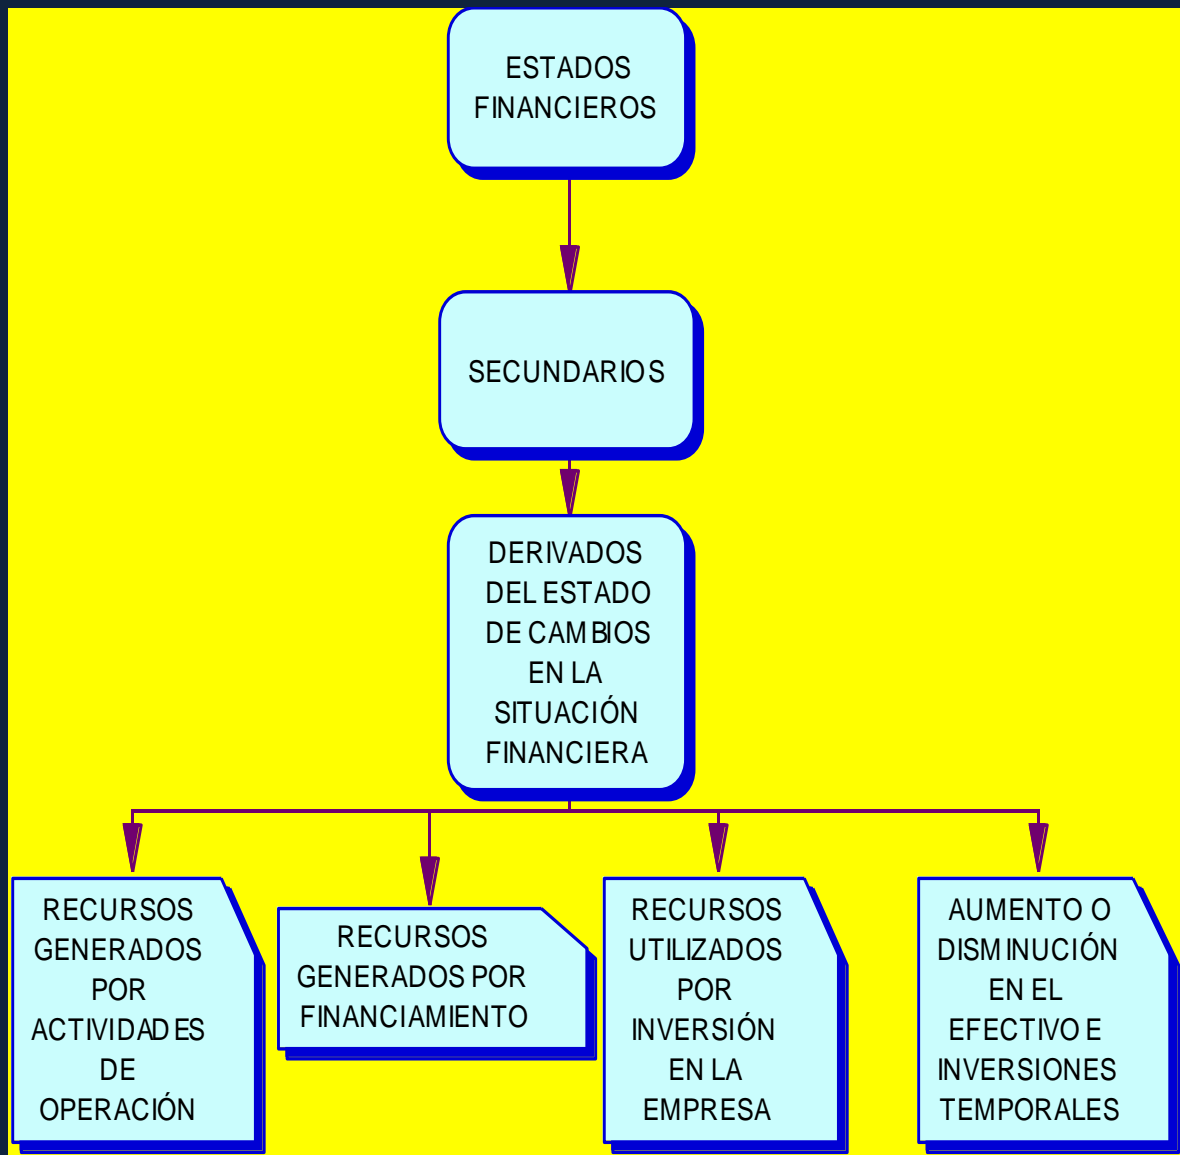 ESTADOS
FINANCIEROS
SECUNDARIOS
DERIVADOS
DEL ESTADO
DE CAMBIOS
EN LA
SITUACIÓN
FINANCIERA
RECURSOS
GENERADOS
POR
ACTIVIDADES
DE
OPERACIÓN
RECURSOS
GENERADOS POR
FINANCIAMIENTO
RECURSOS
UTILIZADOS
POR
INVERSIÓN
EN LA
EMPRESA
AUMENTO O
DISMINUCIÓN
EN EL
EFECTIVO E
INVERSIONES
TEMPORALES